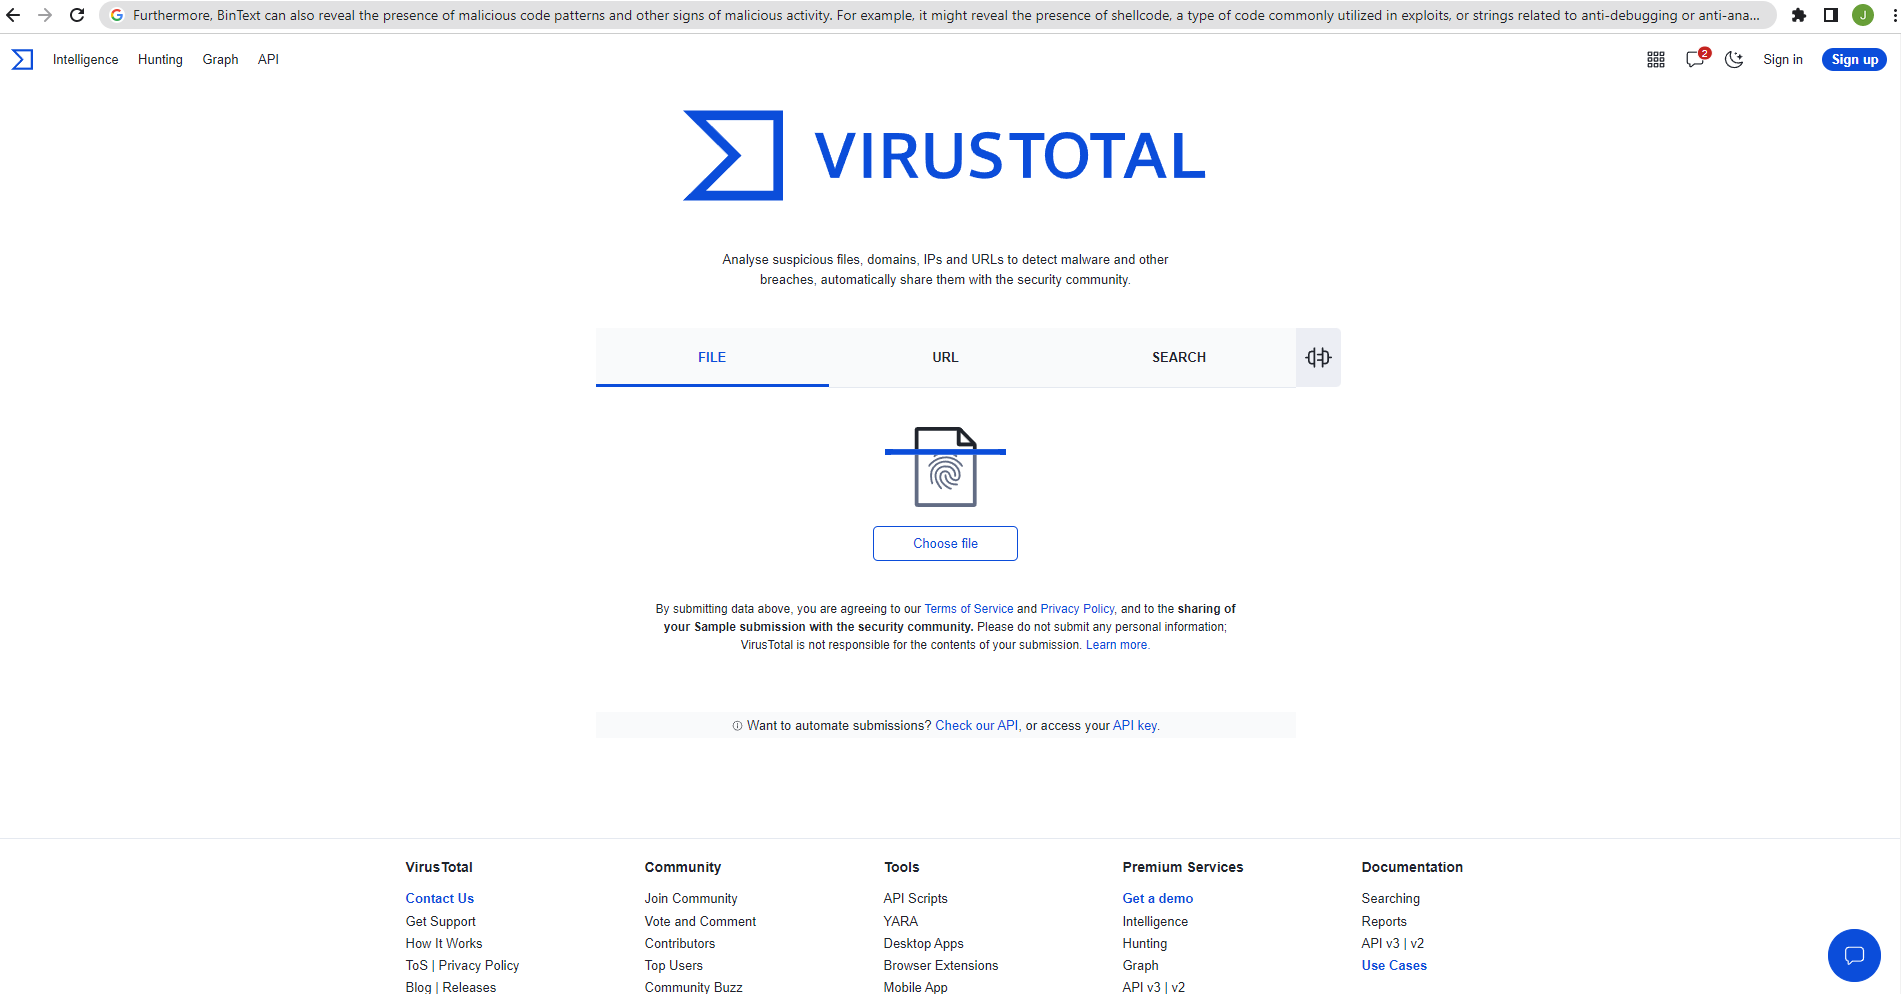 Furthermore, BinText can also reveal the presence of malicious code patterns and other signs of malicious activity. For example, it might reveal the presence of shellcode, a type of code commonly utilized in exploits, or strings related to anti-debugging or anti-ana...
J
Intelligence Hunting Graph API
2
Sign in Sign up
VIRUSTOTAL
Analyse suspicious files, domains, IPs and URLs to detect malware and other
breaches, automatically share them with the security community.
FILE URL SEARCH
Choose file
By submitting data above, you are agreeing to our Terms of Service and Privacy Policy, and to the sharing of
your Sample submission with the security community. Please do not submit any personal information;
VirusTotal is not responsible for the contents of your submission. Learn more.
Want to automate submissions? Check our API, or access your API key.
VirusTotal
Contact Us
Get Support
How It Works
ToS | Privacy Policy
Blog | Releases
Community
Join Community
Vote and Comment
Contributors
Top Users
Community Buzz
Tools
API Scripts
YARA
Desktop Apps
Browser Extensions
Mobile App
Premium Services
Get a demo
Intelligence
Hunting
Graph
API v3 | v2
Documentation
Searching
Reports
API v3 | v2
Use Cases